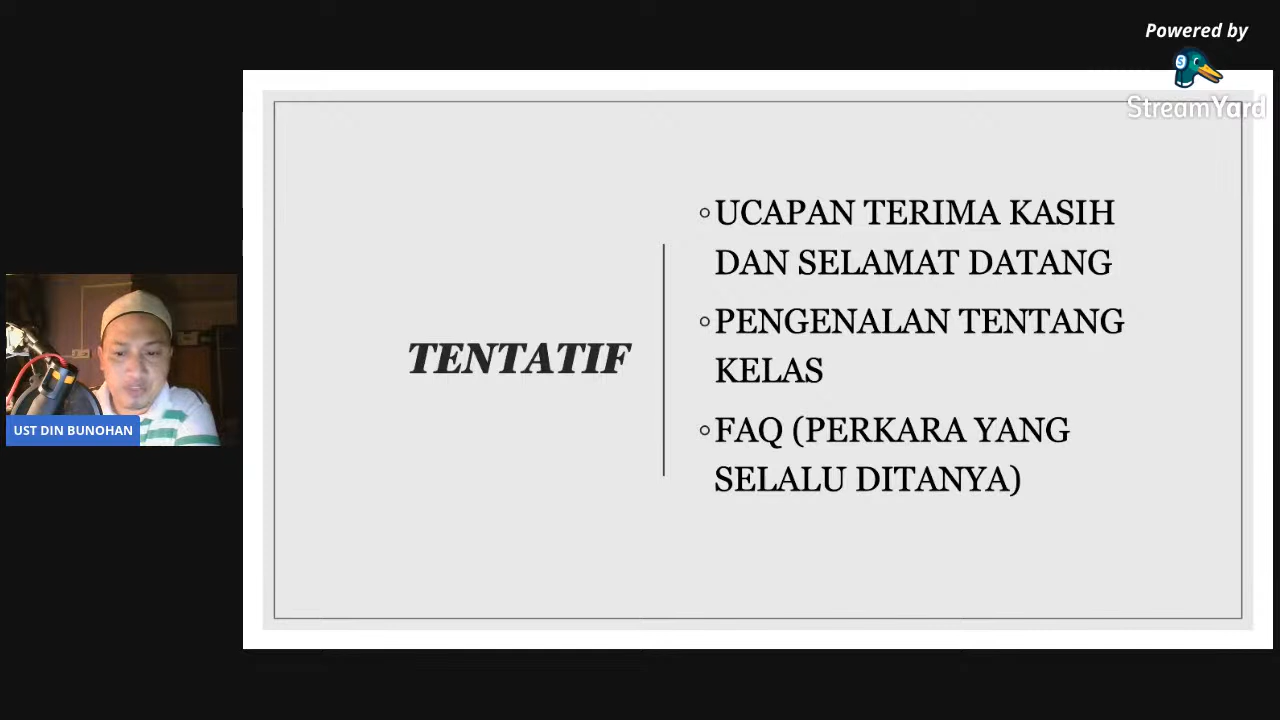 Powered by
StreamYard
UCAPAN TERIMA KASIH
DAN SELAMAT DATANG
PENGENALAN TENTANG
KELAS
TENTATIF
FAQ (PERKARA YANG
SELALU DITANYA)
UST DIN BUNOHAN